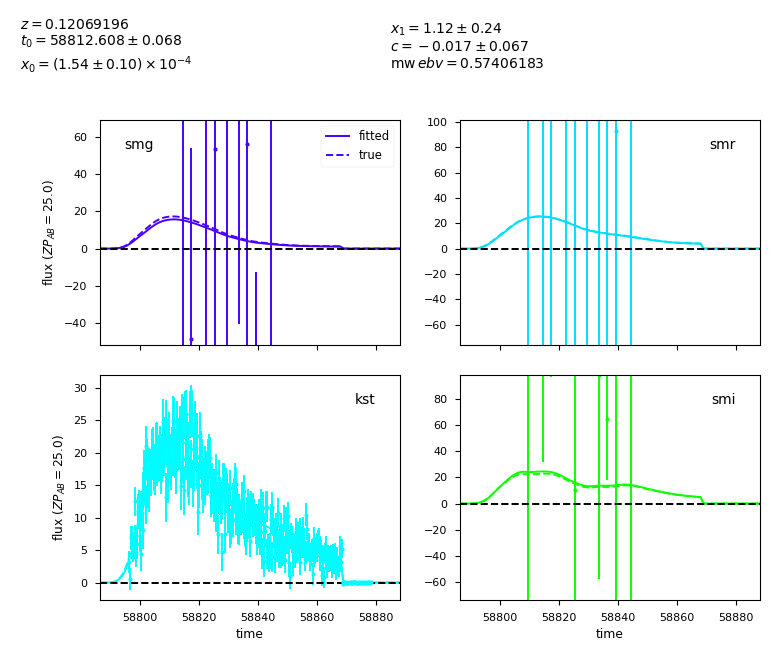 z = 0.12069196
t₀ = 58812.608 ± 0.068
x₀ = (1.54 ± 0.10) × 10⁻⁴
x₁ = 1.12 ± 0.24
c = −0.017 ± 0.067
mw ebv = 0.57406183
smg
fitted
true
60
40
20
0
−20
−40
flux (ZP_AB = 25.0)
smr
100
80
60
40
20
0
−20
−40
−60
kst
30
25
20
15
10
5
0
flux (ZP_AB = 25.0)
58800 58820 58840 58860 58880
time
smi
80
60
40
20
0
−20
−40
−60
58800 58820 58840 58860 58880
time